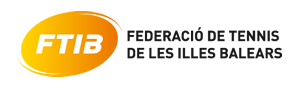 FTIB
FEDERACIÓ DE TENNIS
DE LES ILLES BALEARS